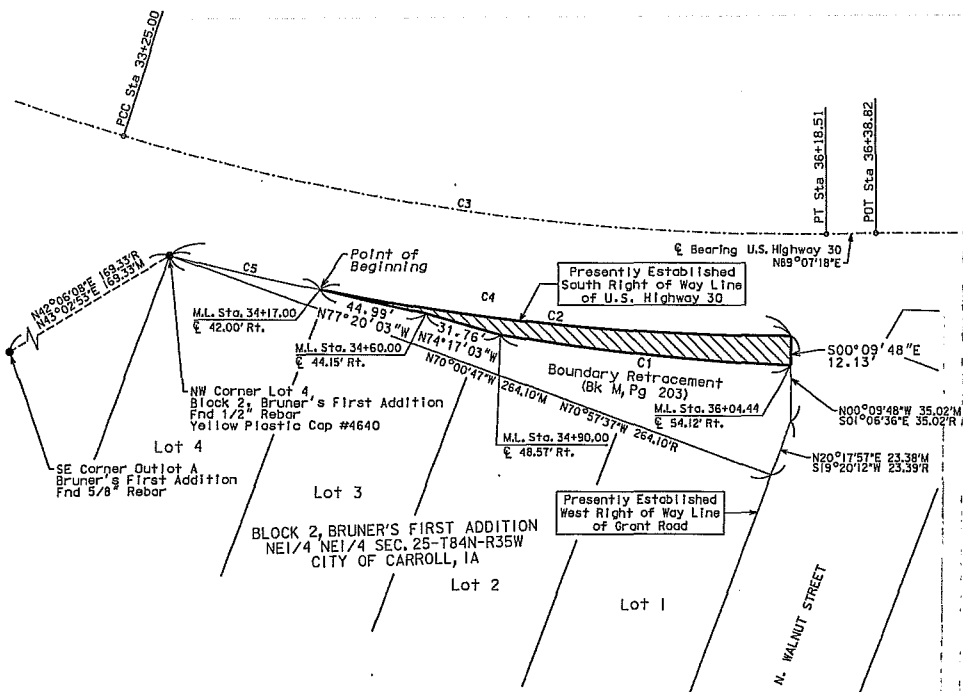 PCC Sta 33+25.00
PT Sta 36+18.51
POT Sta 36+38.82
C3
℄ Bearing U.S. Highway 30
N89°07'18"E
N42°06'08"E 169.33'R
N43°02'53"E 169.33'M
C5
Point of
Beginning
Presently Established
South Right of Way Line
of U.S. Highway 30
C4
C2
M.L. Sta. 34+17.00
℄ 42.00' Rt.
44.99'
N77°20'03"W
31.76'
N74°17'03"W
M.L. Sta. 34+60.00
℄ 44.15' Rt.
C1
S00°09'48"E
12.13'
N70°00'47"W 264.10'M
N70°57'37"W 264.10'R
Boundary Retracement
(Bk M, Pg 203)
M.L. Sta. 36+04.44
℄ 54.12' Rt.
N00°09'48"W 35.02'M
S01°06'36"E 35.02'R
M.L. Sta. 34+90.00
℄ 48.57' Rt.
N20°17'57"E 23.38'M
S19°20'12"W 23.39'R
NW Corner Lot 4
Block 2, Bruner's First Addition
Fnd 1/2" Rebar
Yellow Plastic Cap #4640
Lot 4
SE Corner Outlot A
Bruner's First Addition
Fnd 5/8" Rebar
Lot 3
Presently Established
West Right of Way Line
of Grant Road
BLOCK 2, BRUNER'S FIRST ADDITION
NE1/4 NE1/4 SEC. 25-T84N-R35W
CITY OF CARROLL, IA
Lot 2
Lot 1
N. WALNUT STREET